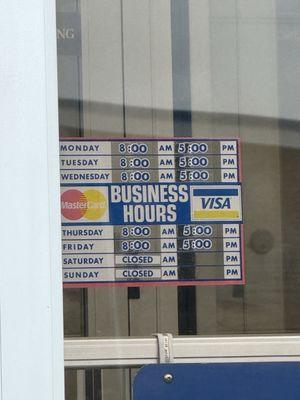 NG
MONDAY 8:00 AM 5:00 PM
TUESDAY 8:00 AM 5:00 PM
WEDNESDAY 8:00 AM 5:00 PM
MasterCard BUSINESS HOURS VISA
THURSDAY 8:00 AM 5:00 PM
FRIDAY 8:00 AM 5:00 PM
SATURDAY CLOSED AM PM
SUNDAY CLOSED AM PM